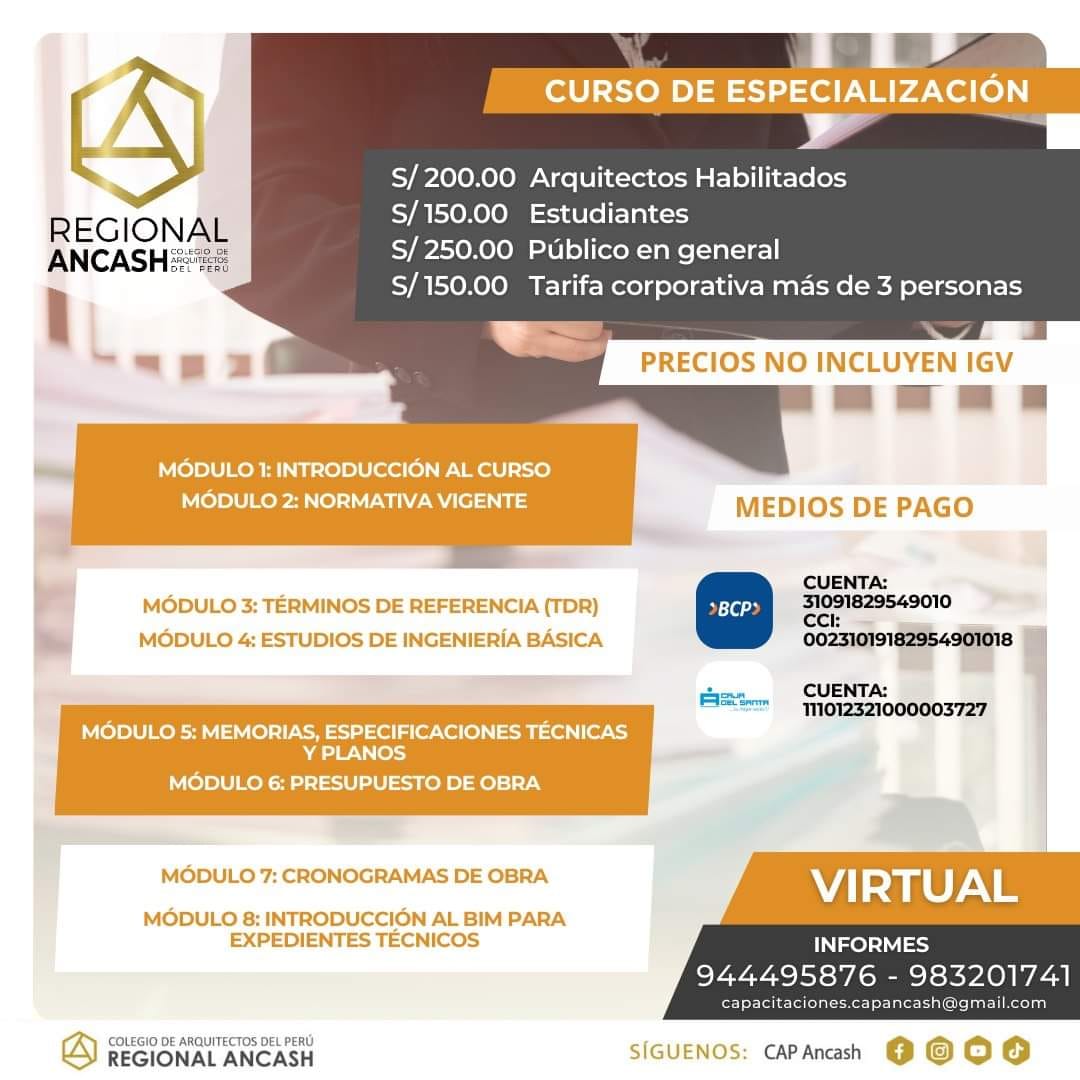 REGIONAL
ANCASH COLEGIO DE
ARQUITECTOS
DEL PERÚ
CURSO DE ESPECIALIZACIÓN
S/ 200.00 Arquitectos Habilitados
S/ 150.00 Estudiantes
S/ 250.00 Público en general
S/ 150.00 Tarifa corporativa más de 3 personas
PRECIOS NO INCLUYEN IGV
MÓDULO 1: INTRODUCCIÓN AL CURSO
MÓDULO 2: NORMATIVA VIGENTE
MÓDULO 3: TÉRMINOS DE REFERENCIA (TDR)
MÓDULO 4: ESTUDIOS DE INGENIERÍA BÁSICA
MÓDULO 5: MEMORIAS, ESPECIFICACIONES TÉCNICAS
Y PLANOS
MÓDULO 6: PRESUPUESTO DE OBRA
MÓDULO 7: CRONOGRAMAS DE OBRA
MÓDULO 8: INTRODUCCIÓN AL BIM PARA
EXPEDIENTES TÉCNICOS
MEDIOS DE PAGO
BCP
CUENTA:
31091829549010
CCI:
00231019182954901018
CAJA
DEL SANTA
CUENTA:
111012321000003727
VIRTUAL
INFORMES
944495876 - 983201741
capacitaciones.capancash@gmail.com
COLEGIO DE ARQUITECTOS DEL PERÚ
REGIONAL ANCASH
SÍGUENOS: CAP Ancash